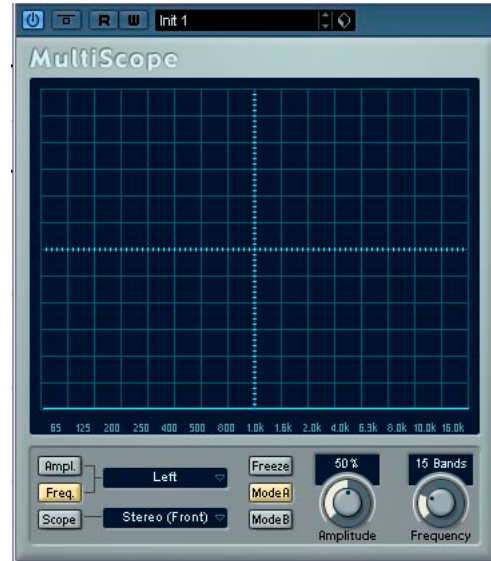 R W Init 1
MultiScope
65 125 200 250 400 500 800 1.0k 1.6k 2.0k 4.0k 6.3k 8.0k 10.0k 16.0k
Ampl. Left Freeze 50% 15 Bands
Freq. Mode A
Scope Stereo (Front) Mode B
Amplitude Frequency